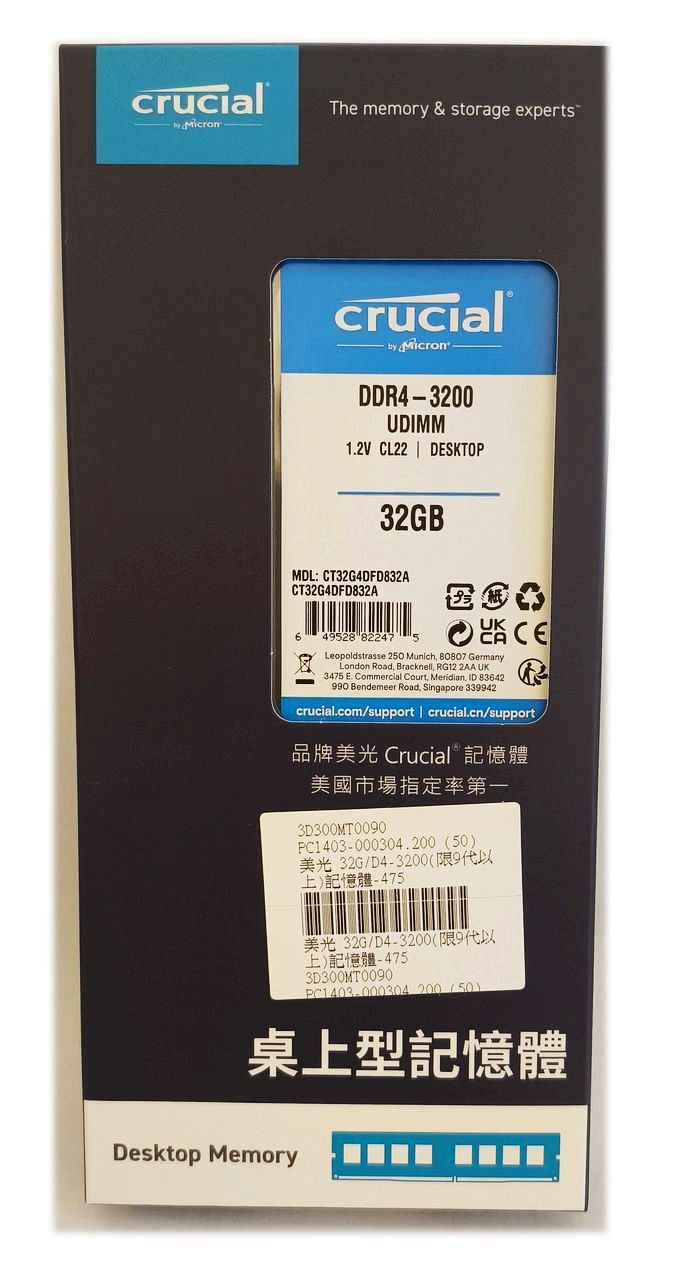 crucial
by Micron®
The memory & storage experts™
crucial®
by Micron®
DDR4-3200
UDIMM
1.2V CL22 | DESKTOP
32GB
MDL: CT32G4DFD832A
CT32G4DFD832A
6 49528 82247 5
プラ
紙
UK
CA
CE
Leopoldstrasse 250 Munich, 80807 Germany
London Road, Bracknell, RG12 2AA UK
3475 E. Commercial Court, Meridian, ID 83642
990 Bendemeer Road, Singapore 339942
crucial.com/support | crucial.cn/support
品牌美光 Crucial®記憶體
美國市場指定率第一
3D300MT0090
PC1403-000304.200 (50)
美光 32G/D4-3200(限9代以
上)記憶體-475
美光 32G/D4-3200(限9代以
上)記憶體-475
3D300MT0090
PC1403-000304.200 (50)
桌上型記憶體
Desktop Memory